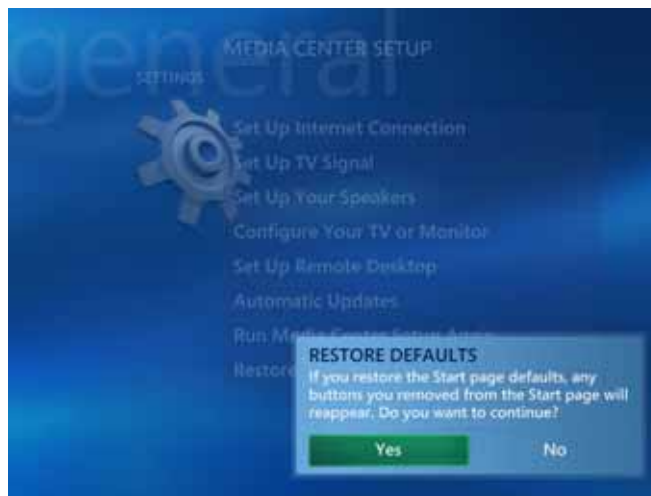 general
MEDIA CENTER SETUP
SETTINGS
Set Up Internet Connection
Set Up TV Signal
Set Up Your Speakers
Configure Your TV or Monitor
Set Up Remote Desktop
Automatic Updates
Run Media Center Setup Again
Restore
RESTORE DEFAULTS
If you restore the Start page defaults, any
buttons you removed from the Start page will
reappear. Do you want to continue?
Yes No